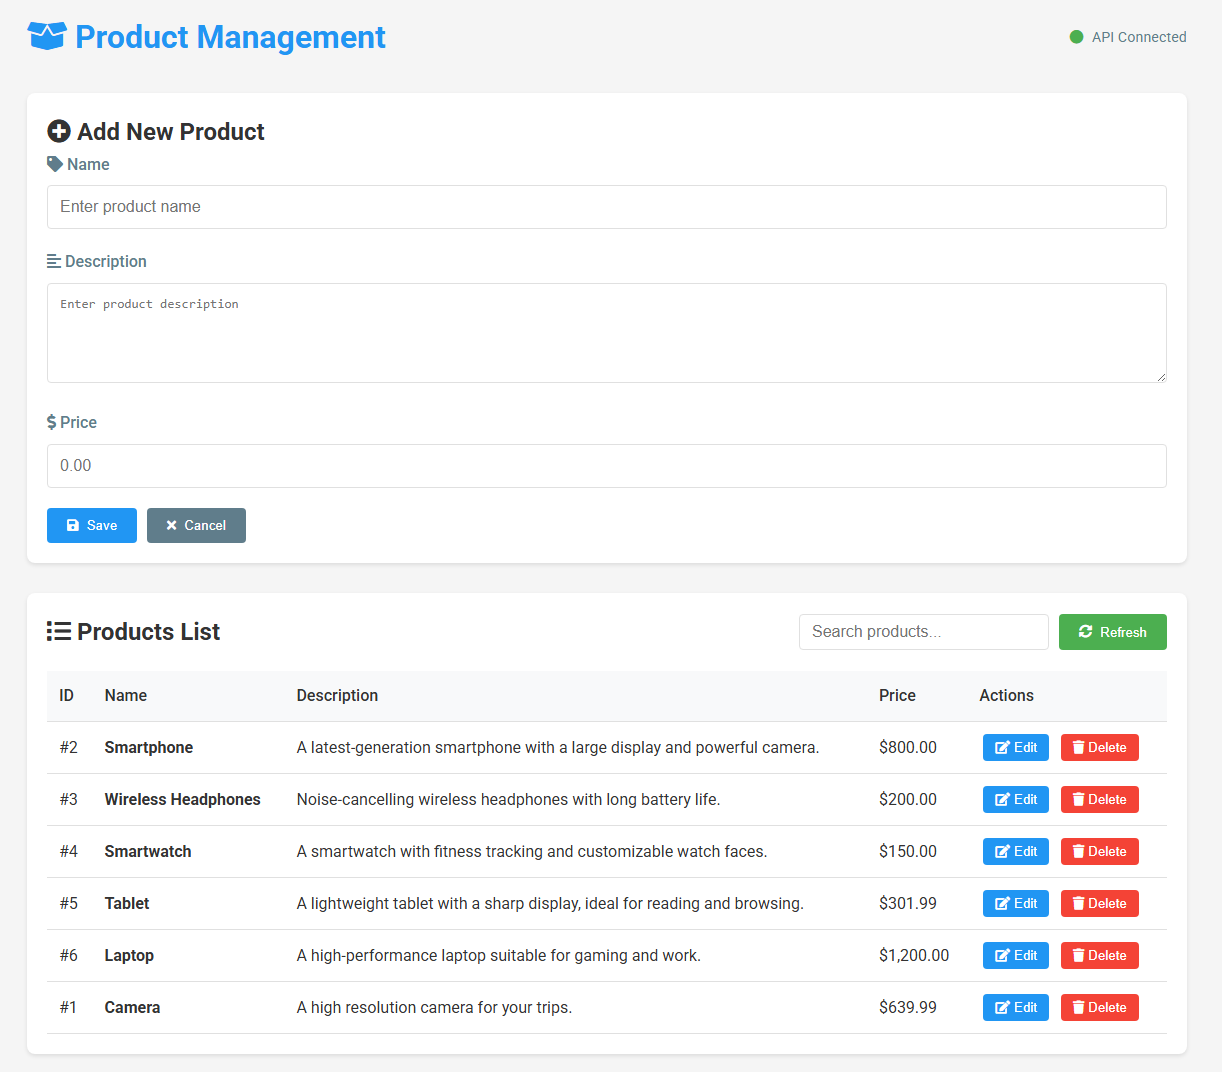 Product Management
API Connected
Add New Product
Name
Enter product name
Description
Enter product description
Price
0.00
Save Cancel
Products List
Search products...
Refresh
ID Name Description Price Actions
#2 Smartphone A latest-generation smartphone with a large display and powerful camera. $800.00 Edit Delete
#3 Wireless Headphones Noise-cancelling wireless headphones with long battery life. $200.00 Edit Delete
#4 Smartwatch A smartwatch with fitness tracking and customizable watch faces. $150.00 Edit Delete
#5 Tablet A lightweight tablet with a sharp display, ideal for reading and browsing. $301.99 Edit Delete
#6 Laptop A high-performance laptop suitable for gaming and work. $1,200.00 Edit Delete
#1 Camera A high resolution camera for your trips. $639.99 Edit Delete